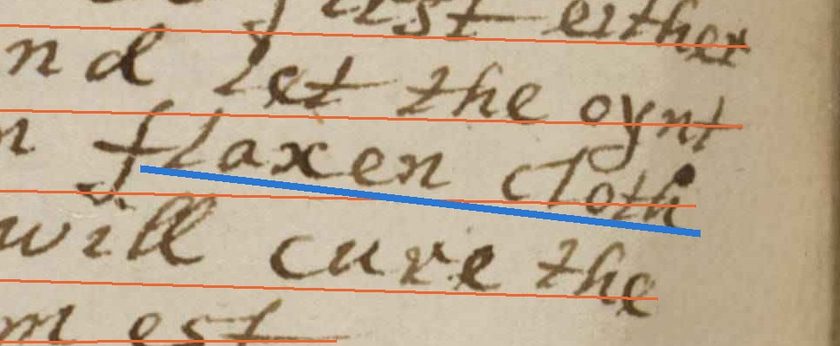 first either
nd let the oynt
n flaxen cloth
will cure the
m est